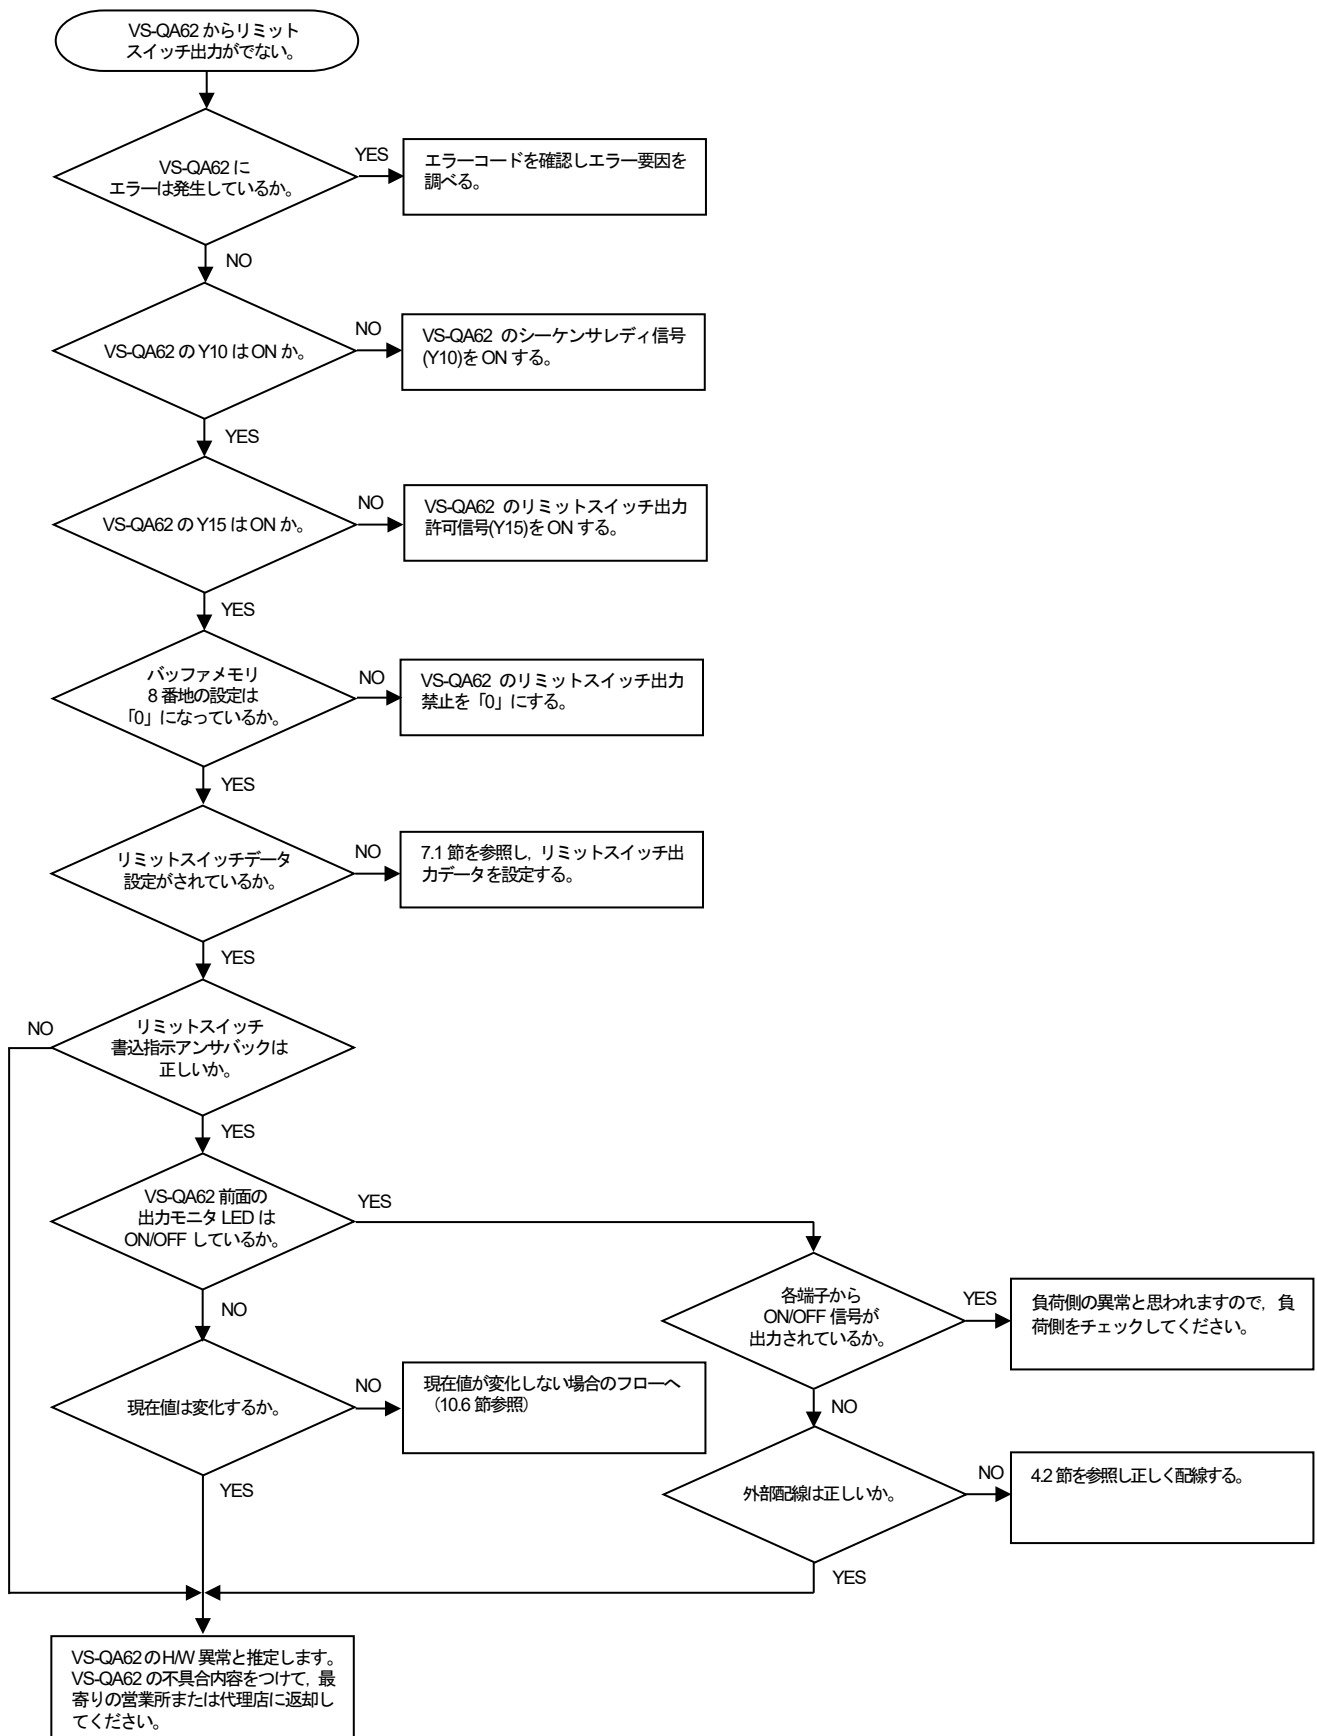 VS-QA62 からリミット
スイッチ出力がでない。
VS-QA62 に
エラーは発生しているか。
YES
エラーコードを確認しエラー要因を
調べる。
NO
VS-QA62 の Y10 は ON か。
NO
VS-QA62 のシーケンサレディ信号
(Y10)を ON する。
YES
VS-QA62 の Y15 は ON か。
NO
VS-QA62 のリミットスイッチ出力
許可信号(Y15)を ON する。
YES
バッファメモリ
8 番地の設定は
「0」になっているか。
NO
VS-QA62 のリミットスイッチ出力
禁止を「0」にする。
YES
リミットスイッチデータ
設定がされているか。
NO
7.1 節を参照し,リミットスイッチ出
力データを設定する。
YES
リミットスイッチ
書込指示アンサバックは
正しいか。
NO
YES
VS-QA62 前面の
出力モニタ LED は
ON/OFF しているか。
YES
NO
各端子から
ON/OFF 信号が
出力されているか。
YES
負荷側の異常と思われますので,負
荷側をチェックしてください。
NO
現在値は変化するか。
NO
現在値が変化しない場合のフローへ
(10.6 節参照)
YES
外部配線は正しいか。
NO
4.2 節を参照し正しく配線する。
YES
VS-QA62 の H/W 異常と推定します。
VS-QA62 の不具合内容をつけて,最
寄りの営業所または代理店に返却し
てください。